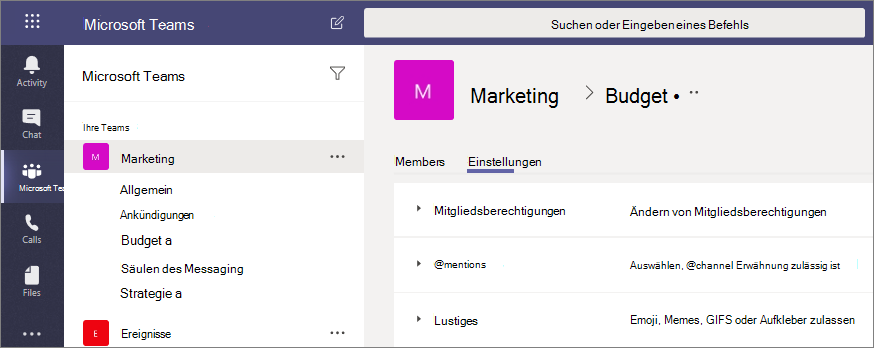 Microsoft Teams
Suchen oder Eingeben eines Befehls
Activity
Chat
Microsoft Tea
Calls
Files
Microsoft Teams
Ihre Teams
M Marketing
Allgemein
Ankündigungen
Budget a
Säulen des Messaging
Strategie a
E Ereignisse
M Marketing > Budget •
Members Einstellungen
Mitgliedsberechtigungen Ändern von Mitgliedsberechtigungen
@mentions Auswählen, @channel Erwähnung zulässig ist
Lustiges Emoji, Memes, GIFS oder Aufkleber zulassen